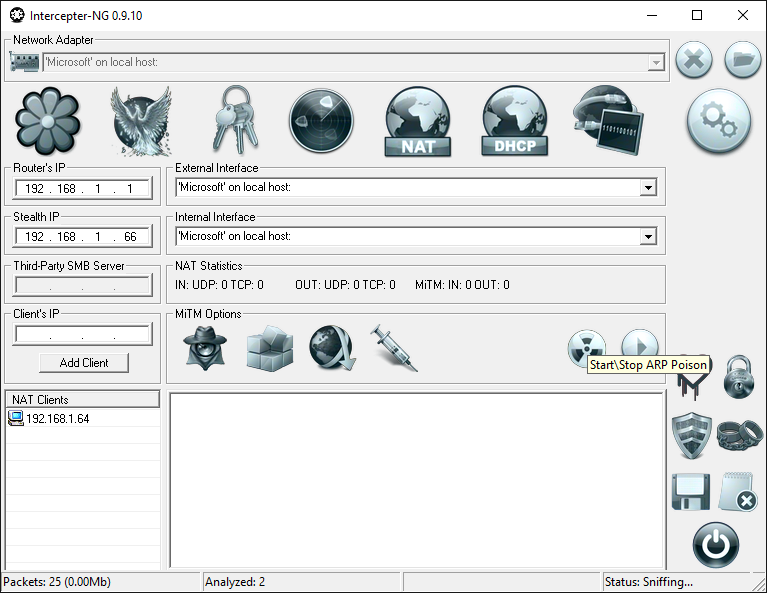 Intercepter-NG 0.9.10
Network Adapter
'Microsoft' on local host:
NAT
DHCP
Router's IP
192 . 168 . 1 . 1
External Interface
'Microsoft' on local host:
Stealth IP
192 . 168 . 1 . 66
Internal Interface
'Microsoft' on local host:
Third-Party SMB Server
. . .
NAT Statistics
IN: UDP: 0 TCP: 0 OUT: UDP: 0 TCP: 0 MiTM: IN: 0 OUT: 0
Client's IP
. . .
Add Client
MiTM Options
Start\Stop ARP Poison
NAT Clients
192.168.1.64
Packets: 25 (0.00Mb) Analyzed: 2 Status: Sniffing...